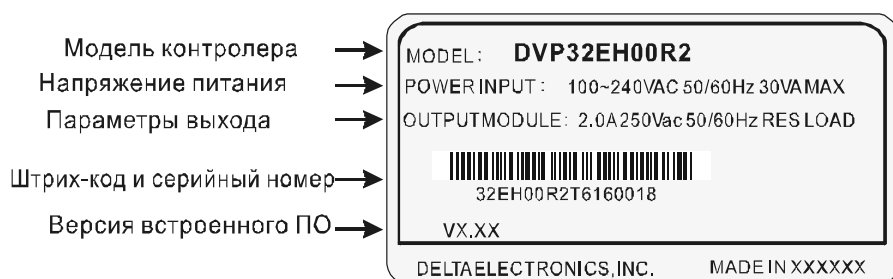 Модель контролера MODEL: DVP32EH00R2
Напряжение питания POWER INPUT: 100~240VAC 50/60Hz 30VA MAX
Параметры выхода OUTPUT MODULE: 2.0A 250Vac 50/60Hz RES LOAD
Штрих-код и серийный номер
32EH00R2T6160018
Версия встроенного ПО VX.XX
DELTA ELECTRONICS, INC. MADE IN XXXXXX